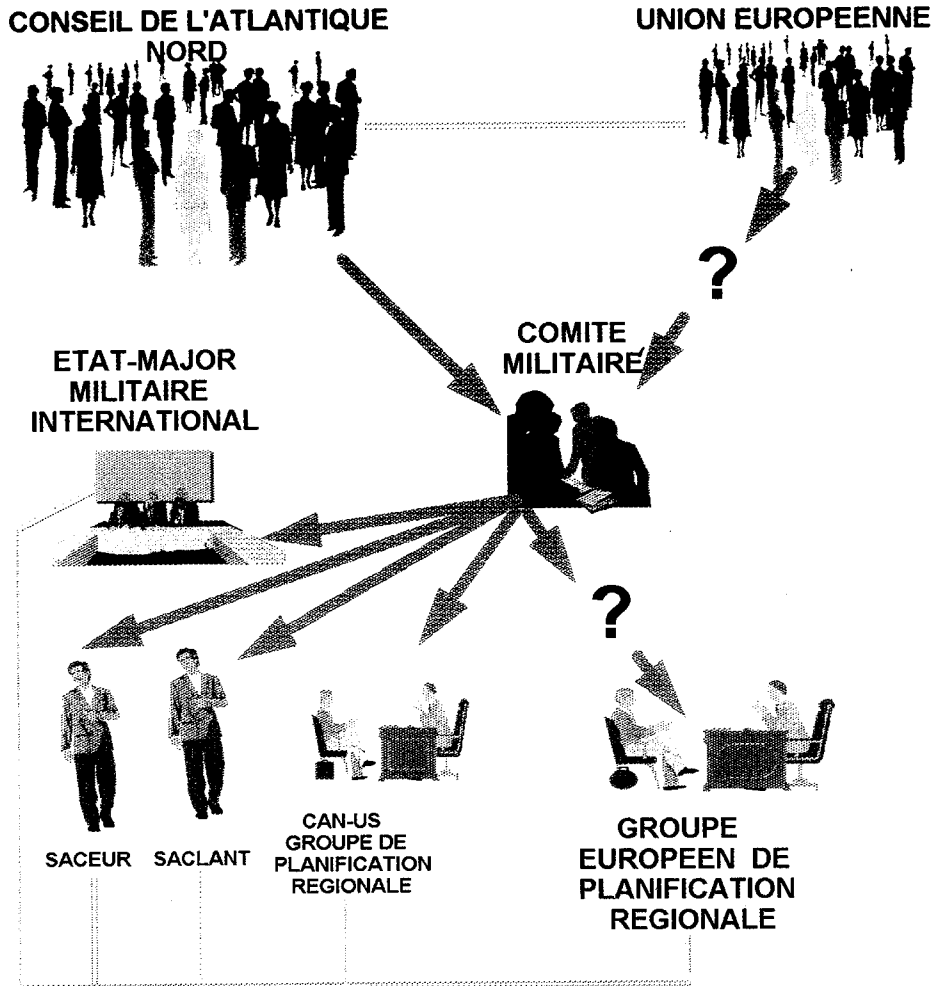 CONSEIL DE L'ATLANTIQUE
NORD
UNION EUROPEENNE
?
COMITE
MILITAIRE
ETAT-MAJOR
MILITAIRE
INTERNATIONAL
?
SACEUR
SACLANT
CAN-US
GROUPE DE
PLANIFICATION
REGIONALE
GROUPE
EUROPEEN DE
PLANIFICATION
REGIONALE